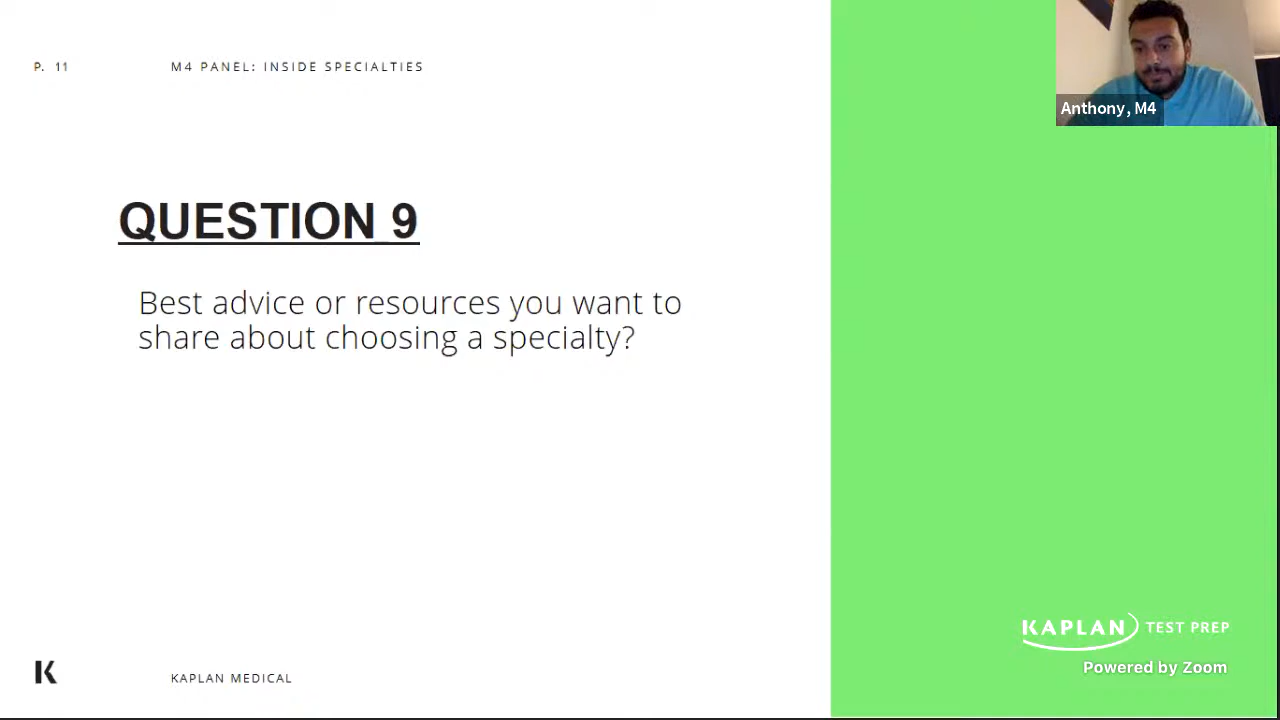 P. 11 M4 PANEL: INSIDE SPECIALTIES
Anthony, M4
QUESTION 9
Best advice or resources you want to
share about choosing a specialty?
KAPLAN TEST PREP
Powered by Zoom
K KAPLAN MEDICAL